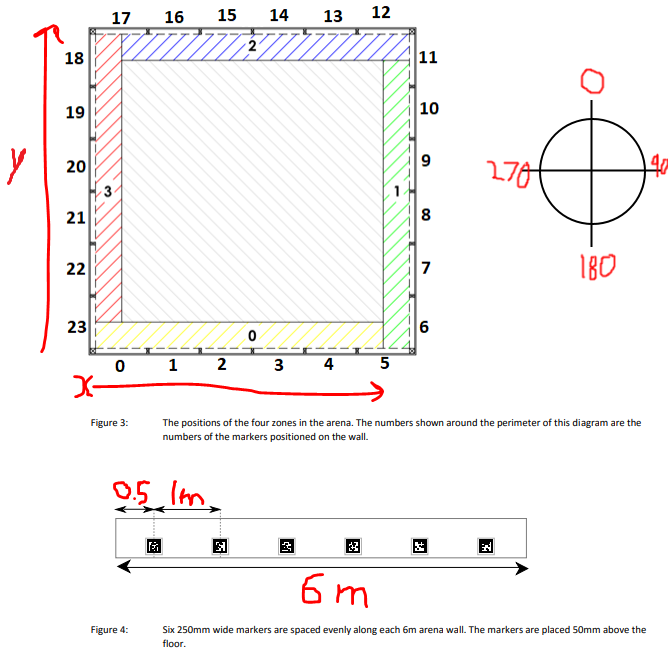 17 16 15 14 13 12
2
18 11
19 10
y 20 9 270 0 90
3 1
21 8
180
22 7
23 6
0
0 1 2 3 4 5
x
Figure 3: The positions of the four zones in the arena. The numbers shown around the perimeter of this diagram are the
numbers of the markers positioned on the wall.
0.5 1m
6 m
Figure 4: Six 250mm wide markers are spaced evenly along each 6m arena wall. The markers are placed 50mm above the
floor.